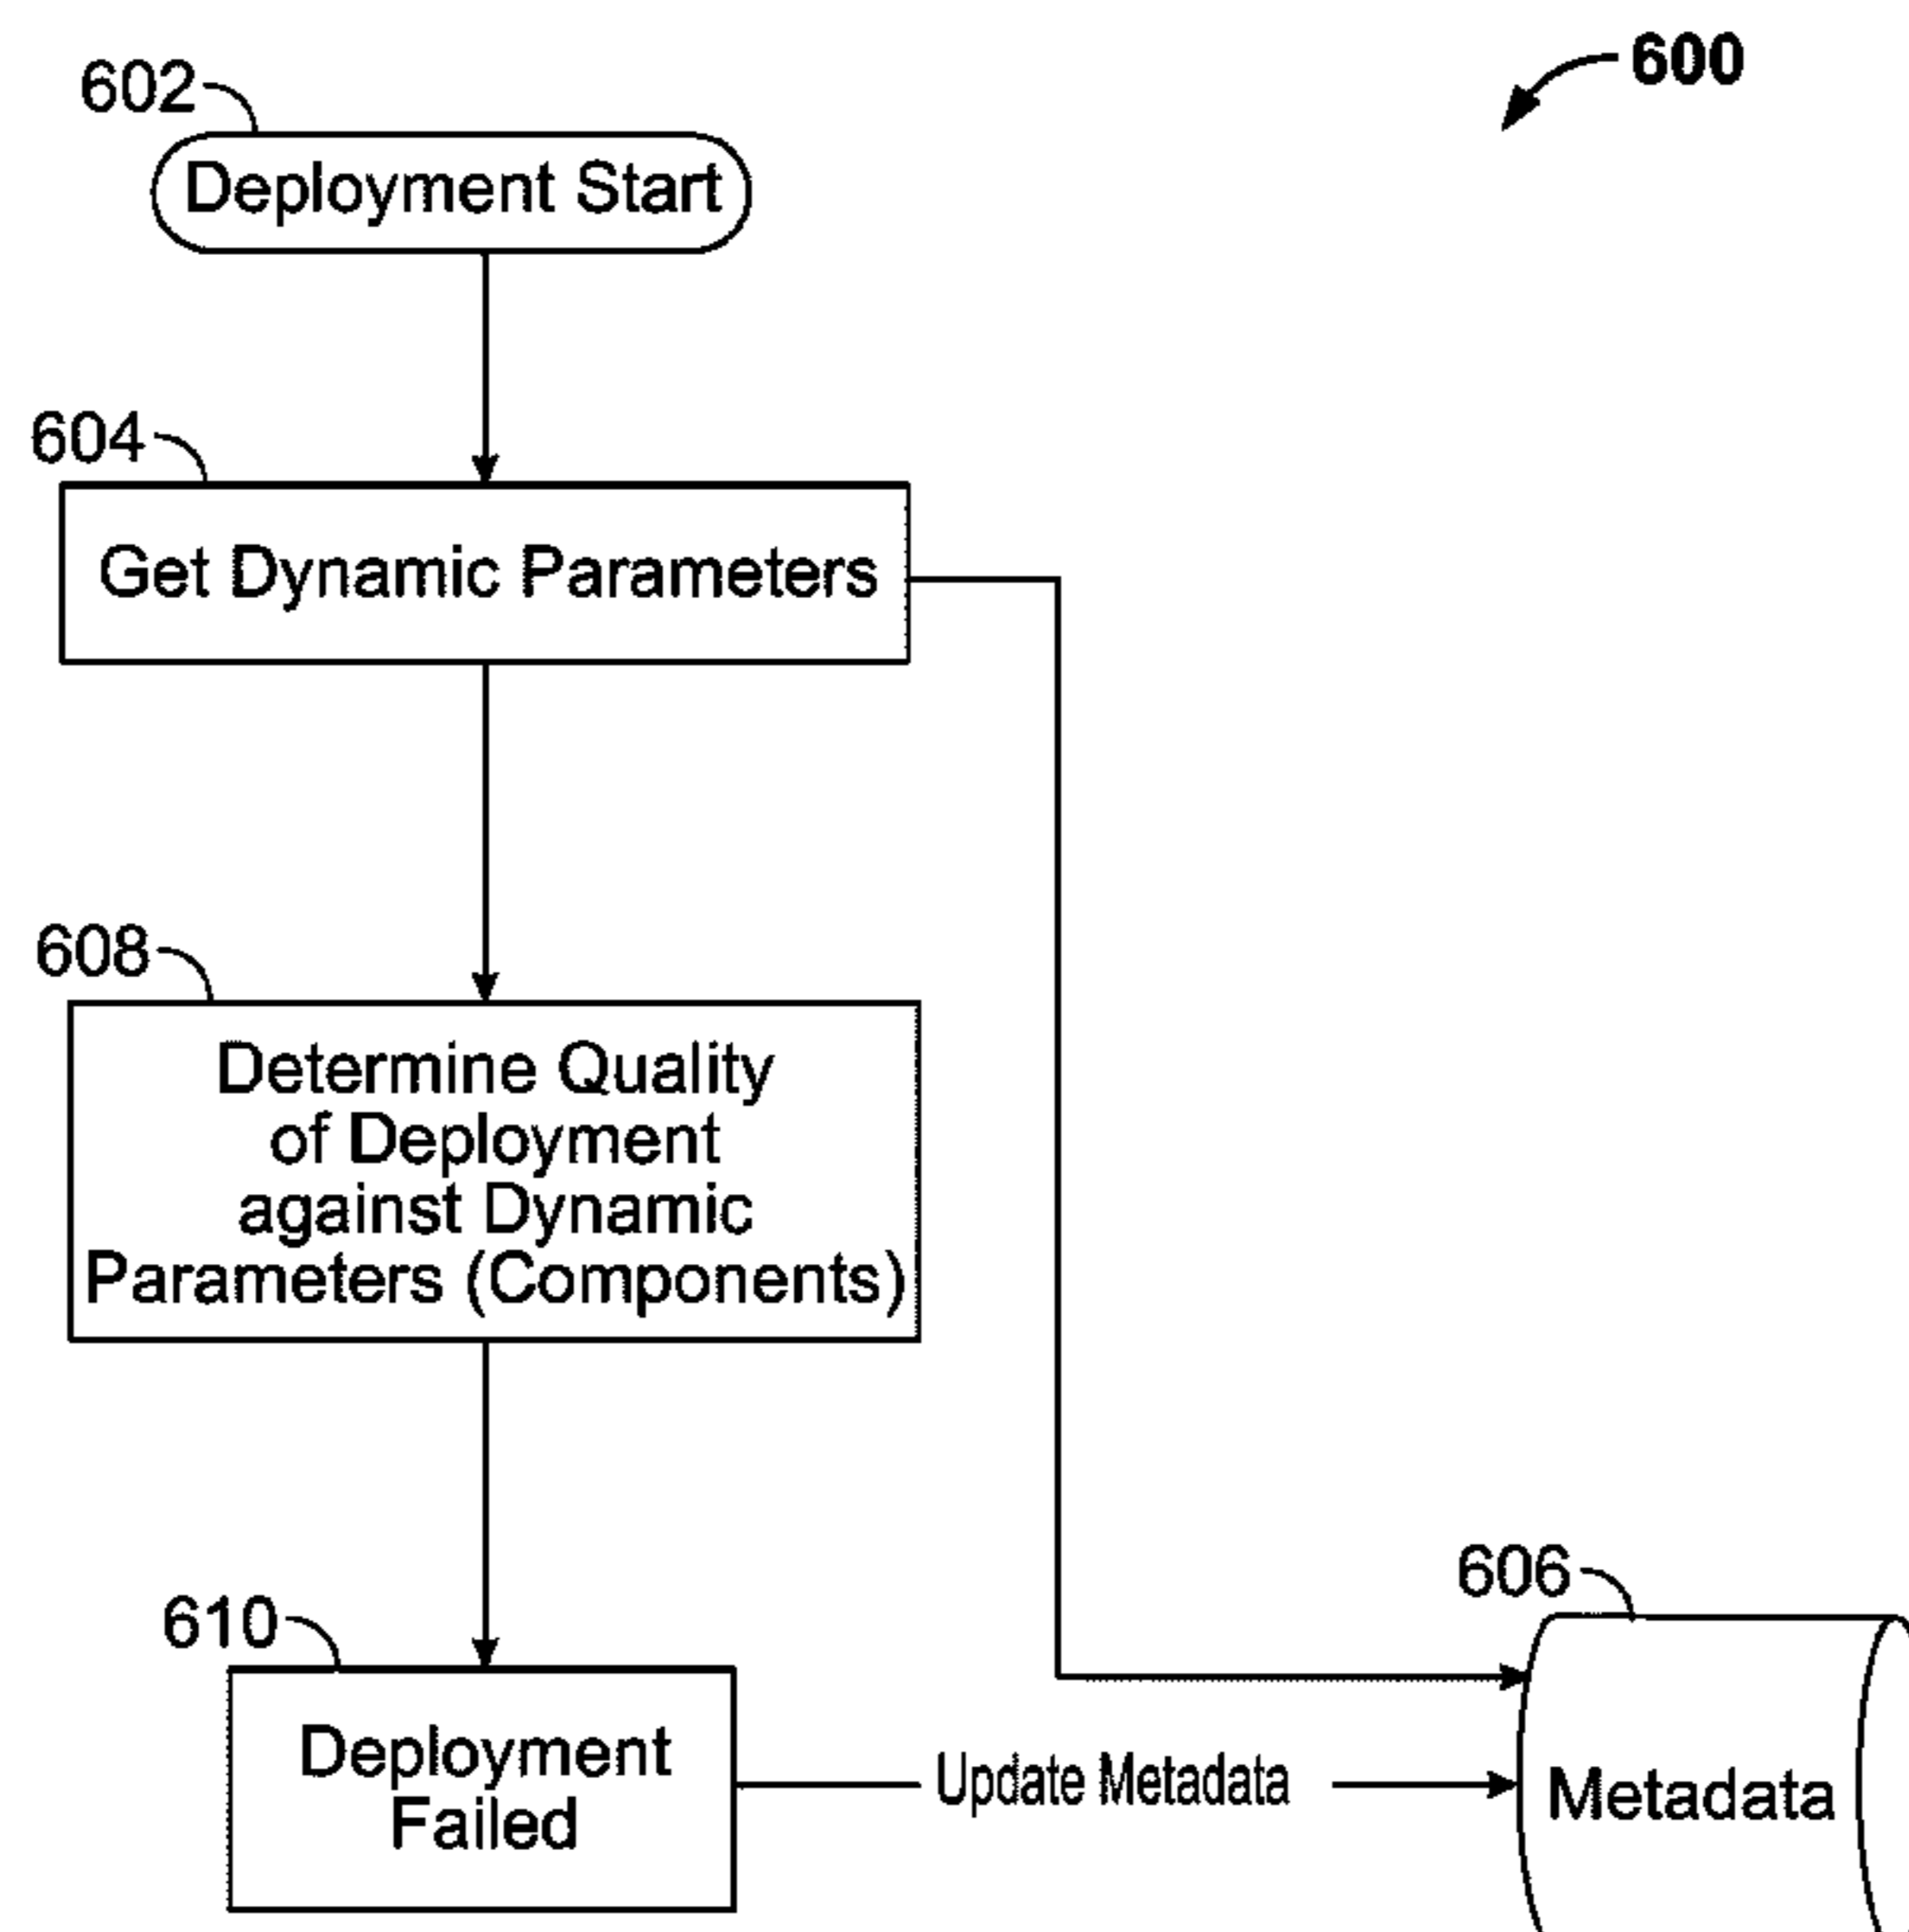 600
602
Deployment Start
604
Get Dynamic Parameters
608
Determine Quality
of Deployment
against Dynamic
Parameters (Components)
606
610
Deployment
Failed
Update Metadata
Metadata